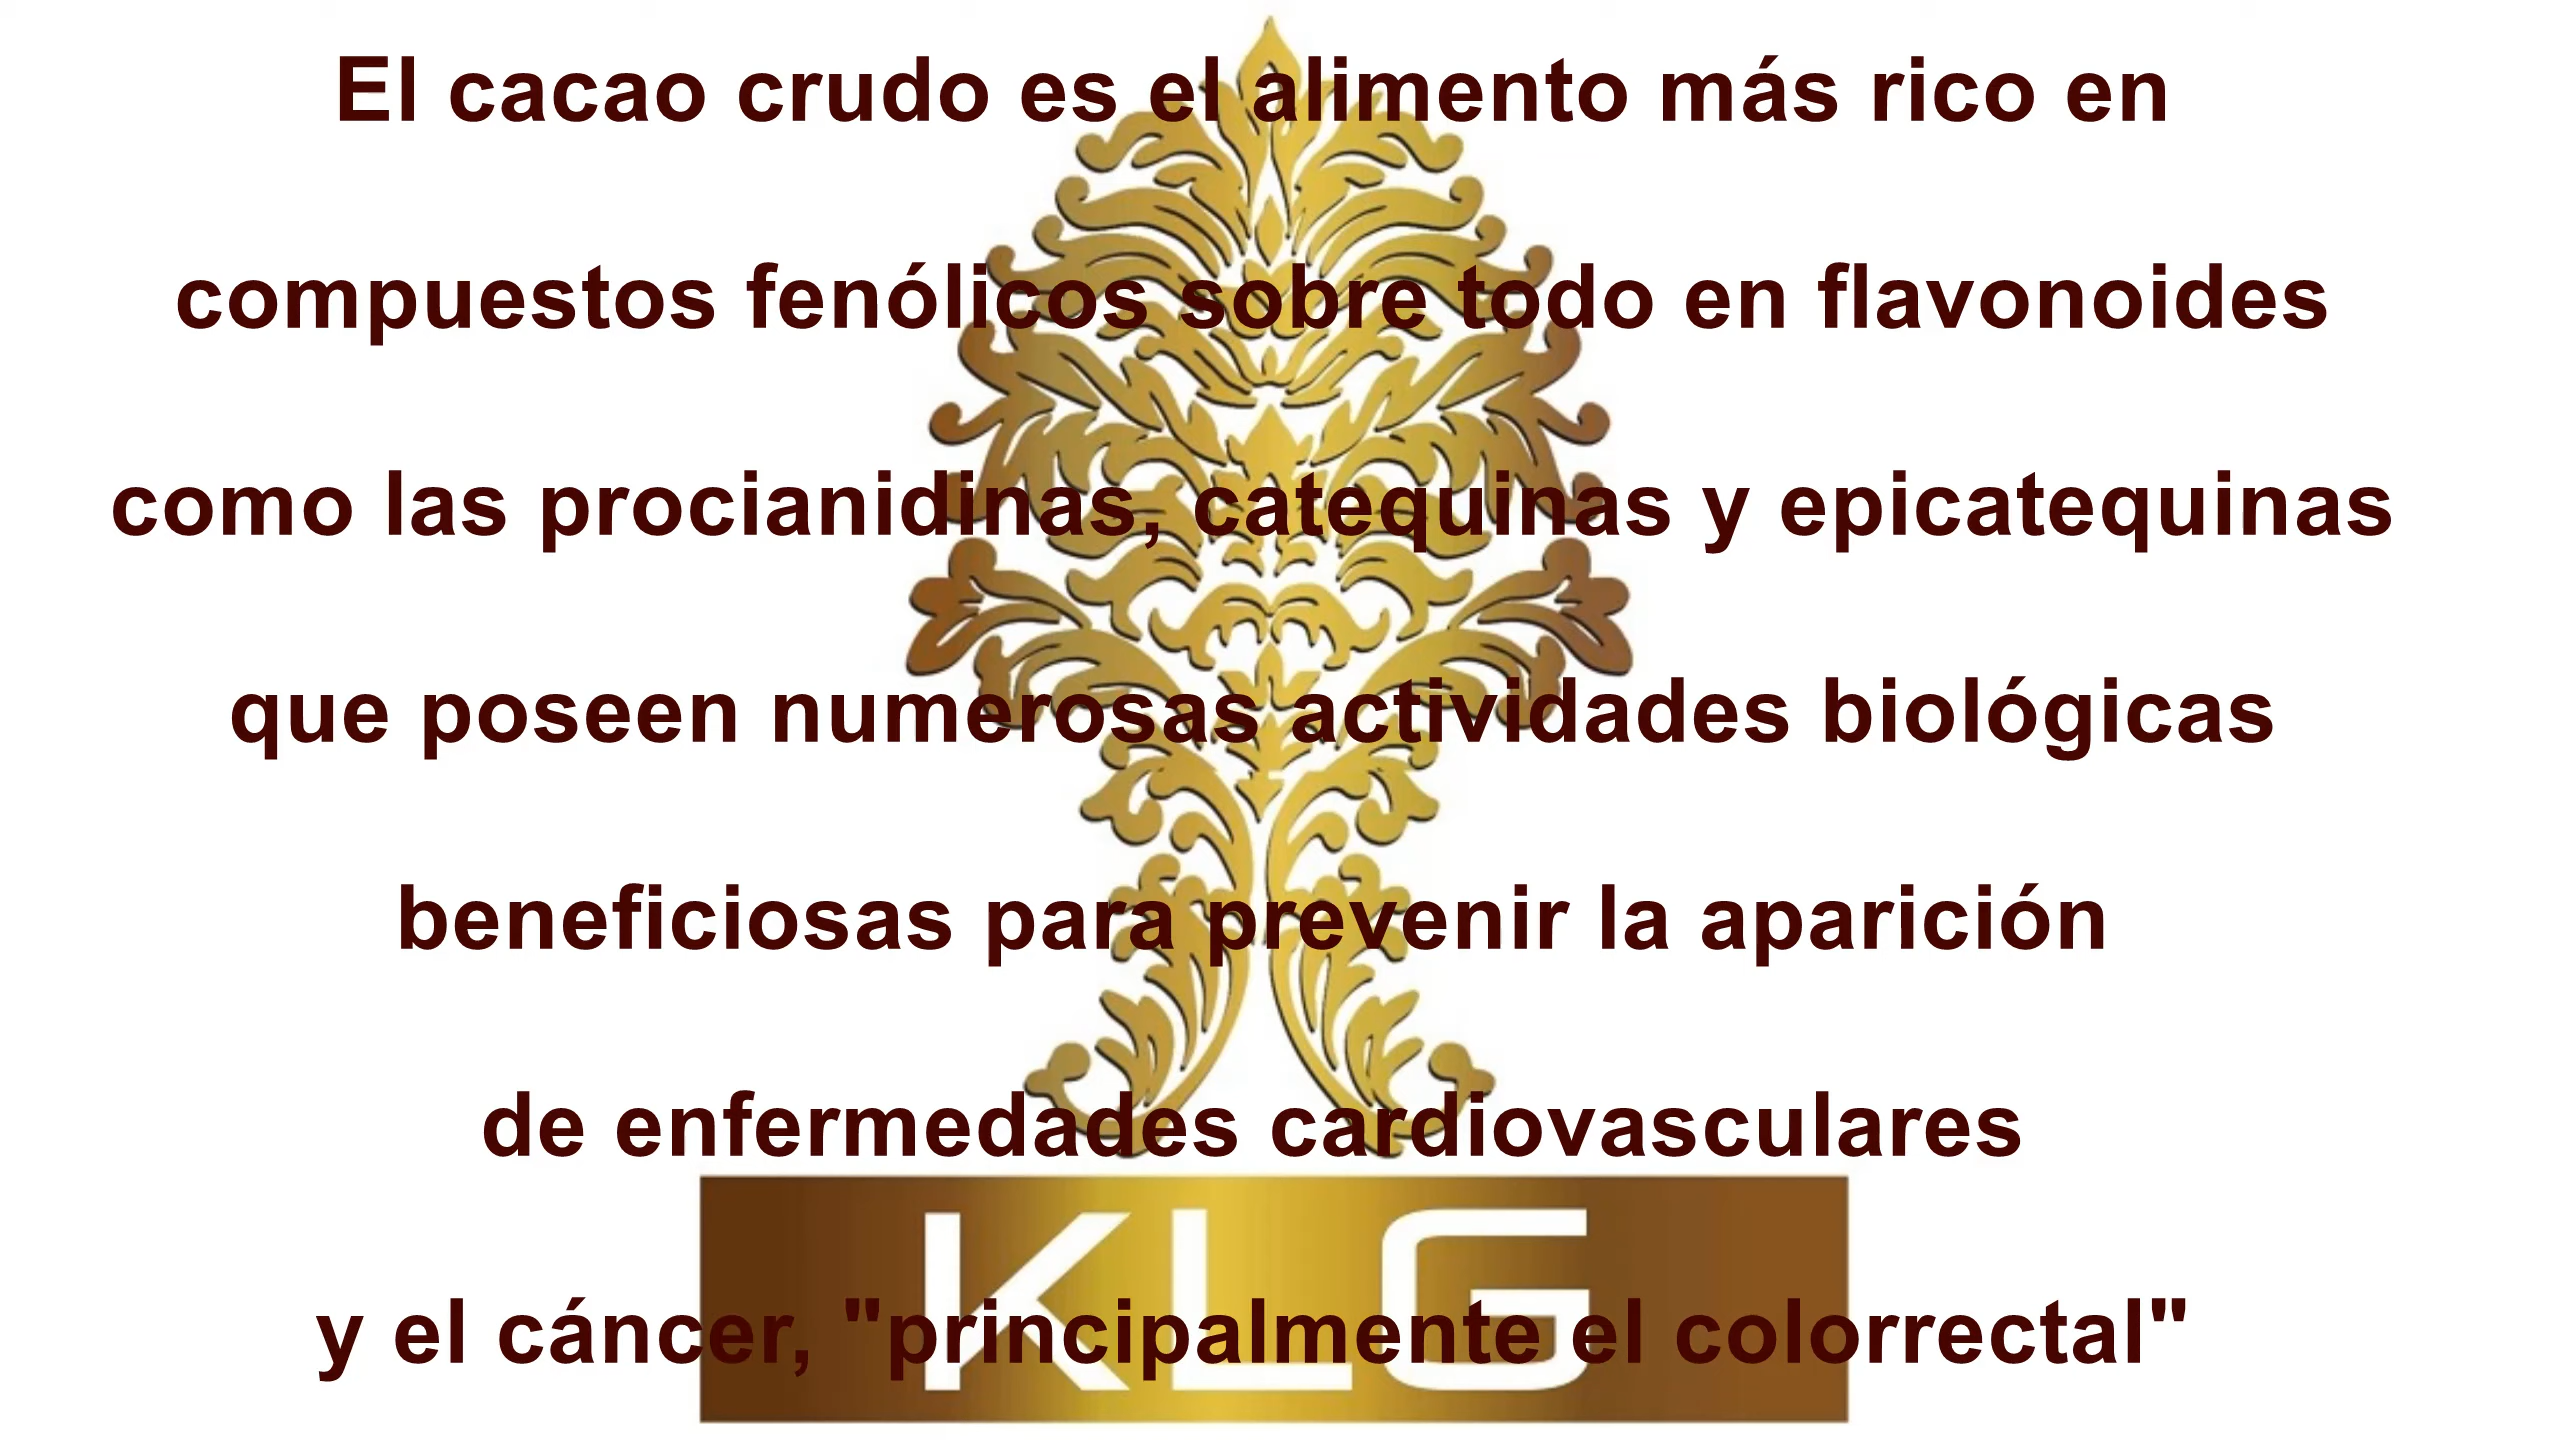 El cacao crudo es el alimento más rico en
compuestos fenólicos sobre todo en flavonoides
como las procianidinas, catequinas y epicatequinas
que poseen numerosas actividades biológicas
beneficiosas para prevenir la aparición
de enfermedades cardiovasculares
KLG
y el cáncer, "principalmente el colorrectal"